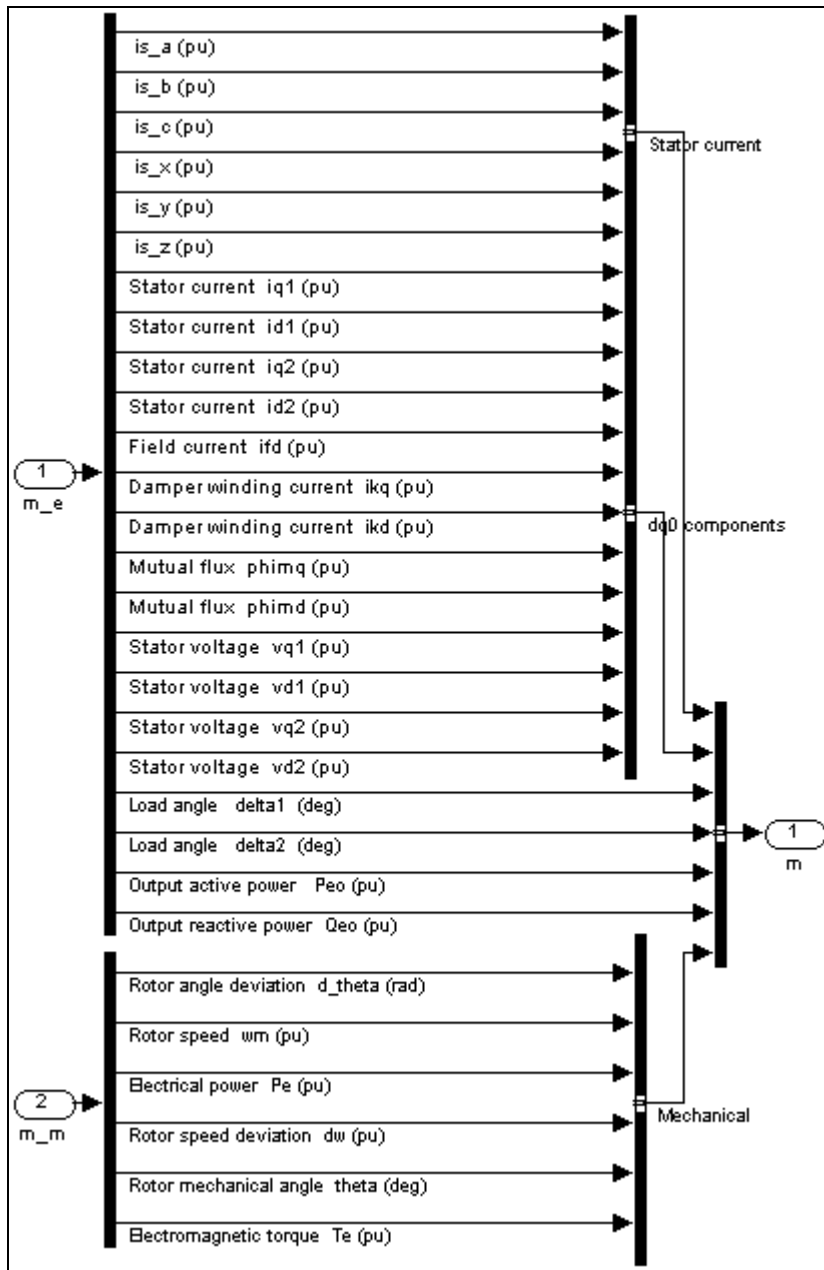 is_a (pu)
is_b (pu)
is_c (pu)
Stator current
is_x (pu)
is_y (pu)
is_z (pu)
Stator current iq1 (pu)
Stator current id1 (pu)
Stator current iq2 (pu)
Stator current id2 (pu)
Field current ifd (pu)
1
m_e
Damper winding current ikq (pu)
Damper winding current ikd (pu)
dq0 components
Mutual flux phimq (pu)
Mutual flux phimd (pu)
Stator voltage vq1 (pu)
Stator voltage vd1 (pu)
Stator voltage vq2 (pu)
Stator voltage vd2 (pu)
Load angle delta1 (deg)
Load angle delta2 (deg)
1
m
Output active power Peo (pu)
Output reactive power Qeo (pu)
Rotor angle deviation d_theta (rad)
Rotor speed wm (pu)
Electrical power Pe (pu)
2
m_m
Mechanical
Rotor speed deviation dw (pu)
Rotor mechanical angle theta (deg)
Electromagnetic torque Te (pu)